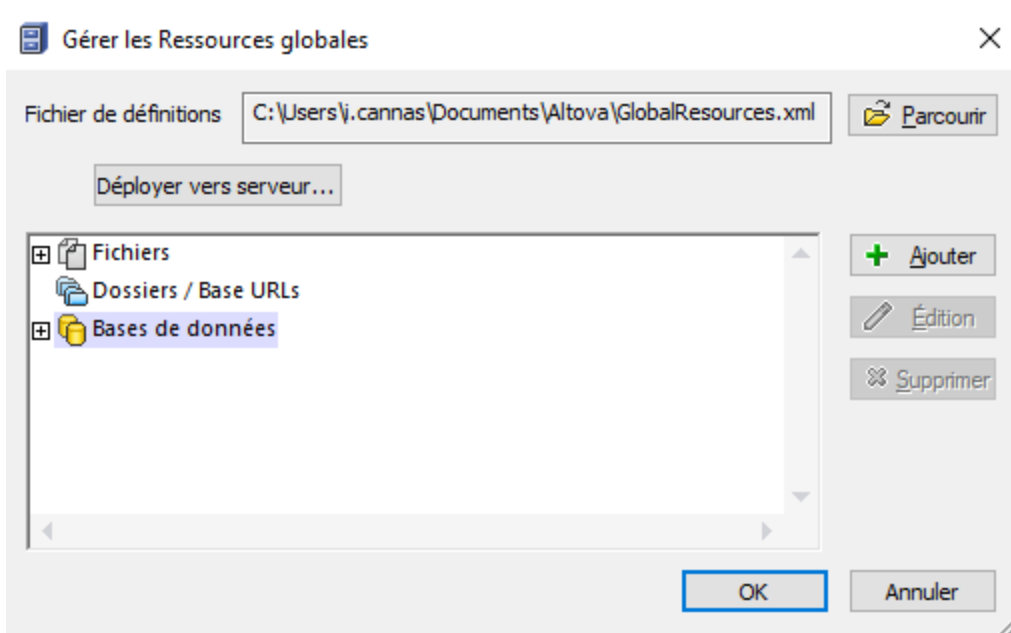 Gérer les Ressources globales
Fichier de définitions C:\Users\i.cannas\Documents\Altova\GlobalResources.xml Parcourir
Déployer vers serveur...
Fichiers
Ajouter
Dossiers / Base URLs
Bases de données
Édition
Supprimer
OK Annuler